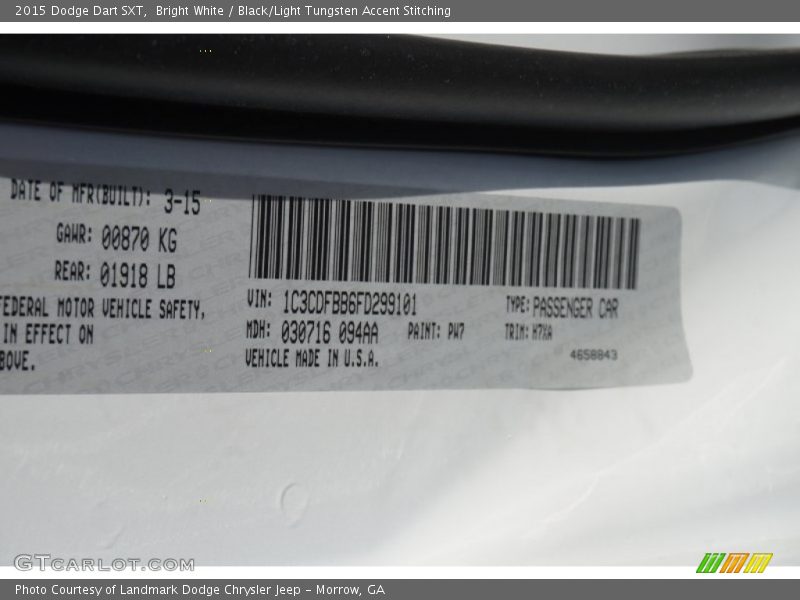 2015 Dodge Dart SXT,  Bright White / Black/Light Tungsten Accent Stitching
DATE OF MFR(BUILT): 3-15
GAWR: 00870 KG
REAR: 01918 LB
FEDERAL MOTOR VEHICLE SAFETY,
IN EFFECT ON
BOVE.
VIN: 1C3CDFBB6FD299101
TYPE: PASSENGER CAR
MDH: 030716 094AA
PAINT: PW7
TRIM: H7XA
VEHICLE MADE IN U.S.A.
4658843
GTCARLOT.COM
Photo Courtesy of Landmark Dodge Chrysler Jeep – Morrow, GA